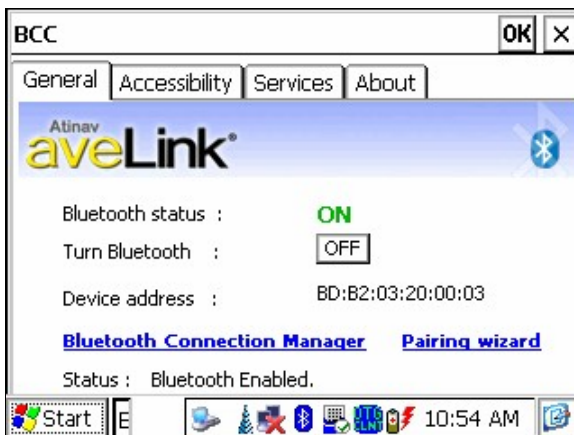 BCC OK ×
General Accessibility Services About
Atinav
aveLink®
Bluetooth status : ON
Turn Bluetooth : OFF
Device address : BD:B2:03:20:00:03
Bluetooth Connection Manager Pairing wizard
Status : Bluetooth Enabled.
Start E 10:54 AM